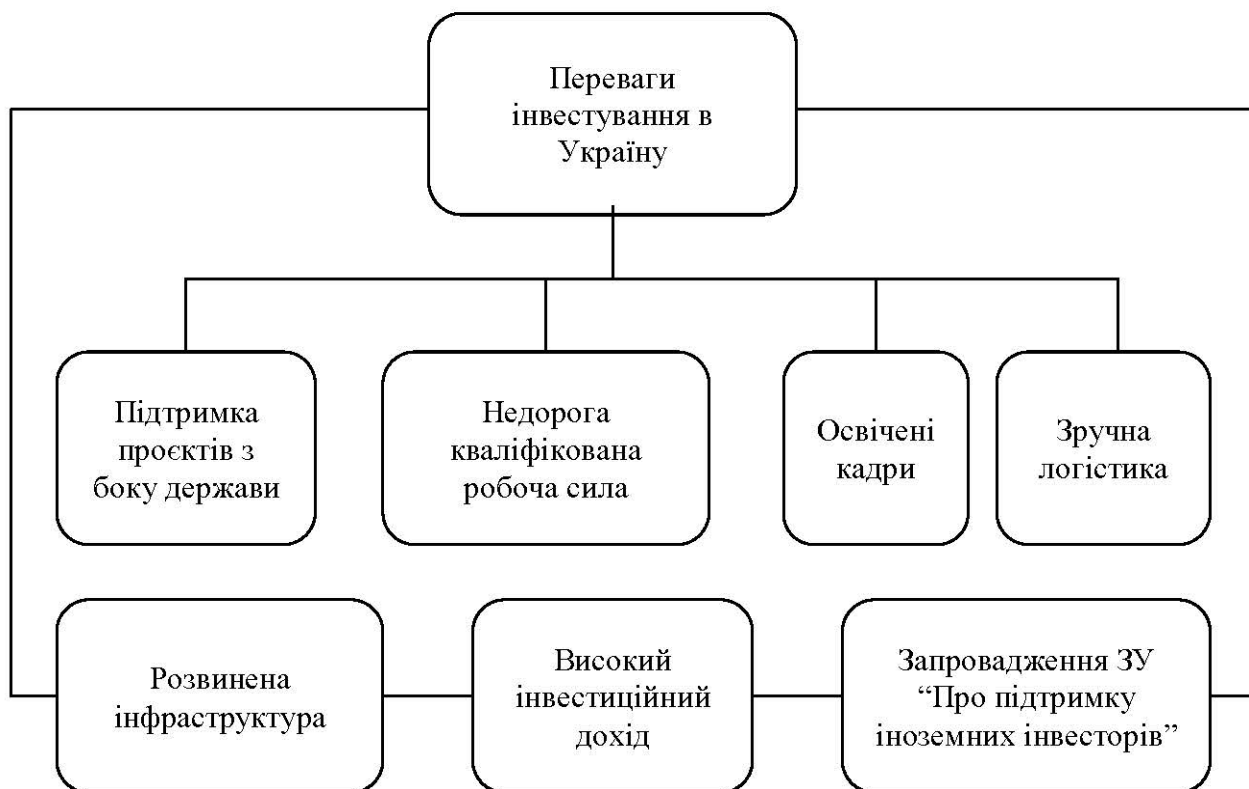 Переваги
інвестування в
Україну
Підтримка
проєктів з
боку держави
Недорога
кваліфікована
робоча сила
Освічені
кадри
Зручна
логістика
Розвинена
інфраструктура
Високий
інвестиційний
дохід
Запровадження ЗУ
“Про підтримку
іноземних інвесторів”